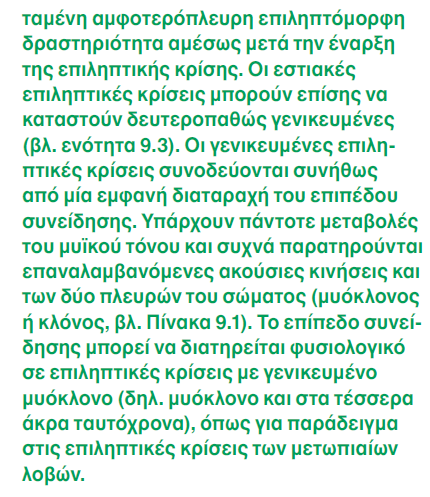 ταμένη αμφοτερόπλευρη επιληπτόμορφη
δραστηριότητα αμέσως μετά την έναρξη
της επιληπτικής κρίσης. Οι εστιακές
επιληπτικές κρίσεις μπορούν επίσης να
καταστούν δευτεροπαθώς γενικευμένες
(βλ. ενότητα 9.3). Οι γενικευμένες επιλη-
πτικές κρίσεις συνοδεύονται συνήθως
από μία εμφανή διαταραχή του επιπέδου
συνείδησης. Υπάρχουν πάντοτε μεταβολές
του μυϊκού τόνου και συχνά παρατηρούνται
επαναλαμβανόμενες ακούσιες κινήσεις και
των δύο πλευρών του σώματος (μυόκλονος
ή κλόνος, βλ. Πίνακα 9.1). Το επίπεδο συνεί-
δησης μπορεί να διατηρείται φυσιολογικό
σε επιληπτικές κρίσεις με γενικευμένο
μυόκλονο (δηλ. μυόκλονο και στα τέσσερα
άκρα ταυτόχρονα), όπως για παράδειγμα
στις επιληπτικές κρίσεις των μετωπιαίων
λοβών.